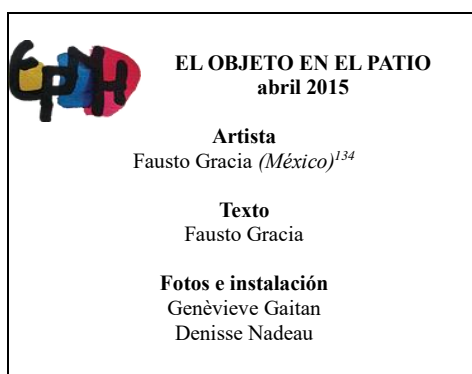 EPNH
EL OBJETO EN EL PATIO
abril 2015
Artista
Fausto Gracia (México)134
Texto
Fausto Gracia
Fotos e instalación
Genèvieve Gaitan
Denisse Nadeau